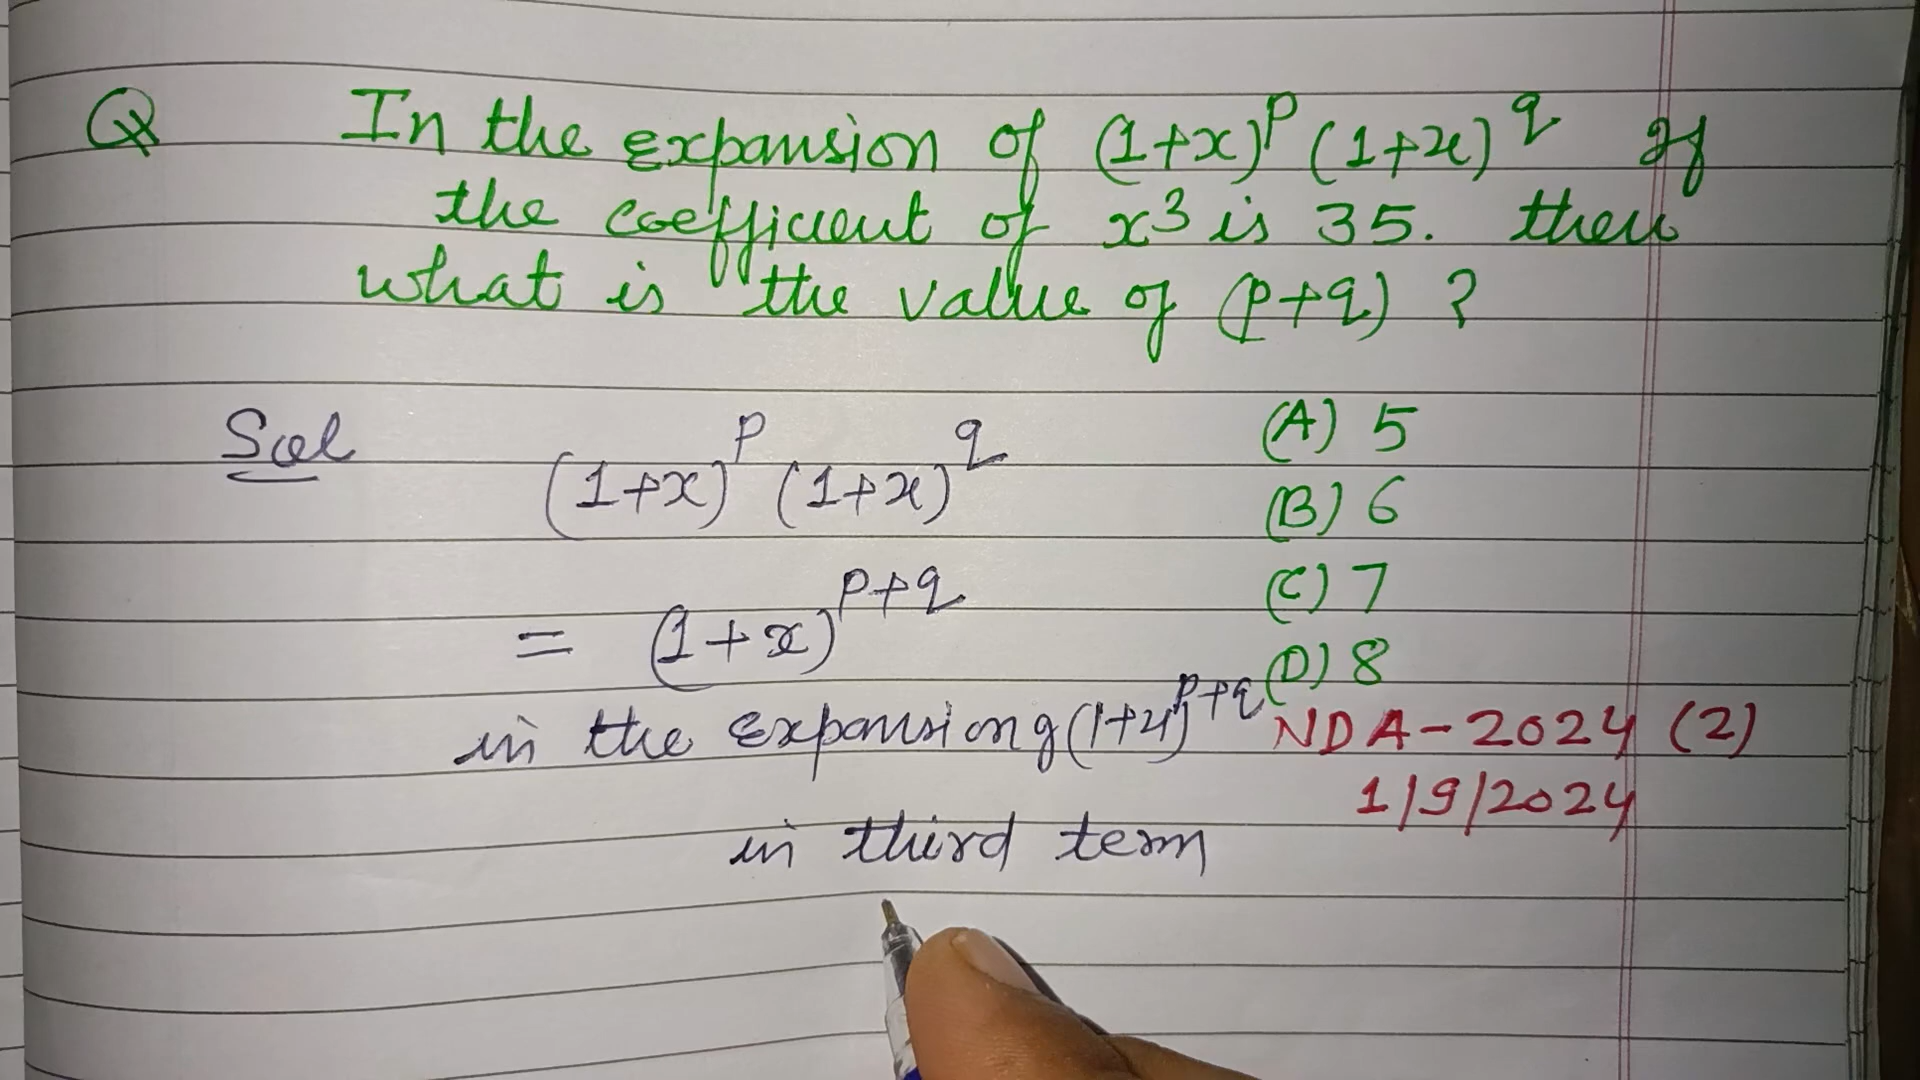 Q In the expansion of (1+x)^p (1+x)^q If
the coefficient of x^3 is 35. then
what is the value of (p+q) ?
Sol (1+x)^p (1+x)^q
= (1+x)^{p+q}
in the expansion of (1+x)^{p+q}
in third term
(A) 5
(B) 6
(C) 7
(D) 8
NDA-2024 (2)
1/9/2024